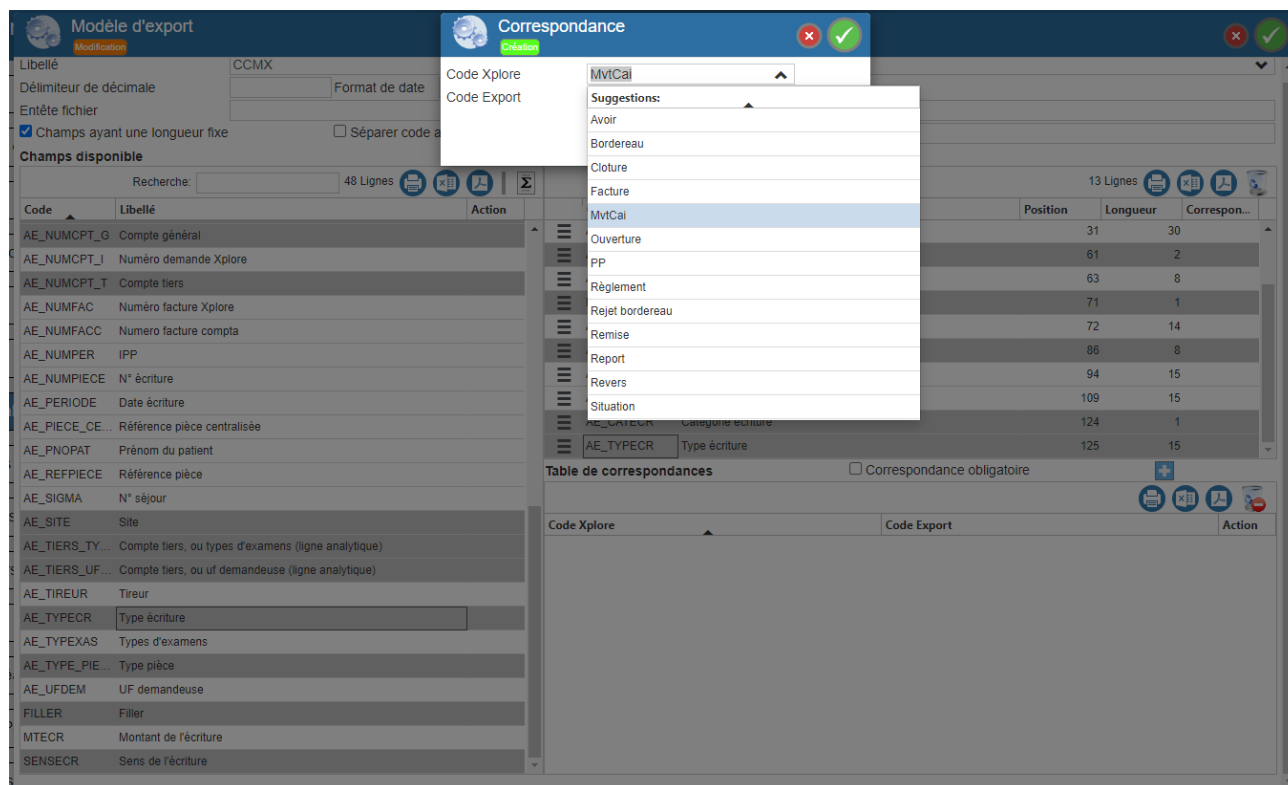 Modèle d'export
Modification
Correspondance
Création
Libellé CCMX
Délimiteur de décimale Format de date
Entête fichier
Champs ayant une longueur fixe Séparer code a
Code Xplore MvtCai
Code Export
Suggestions:
Avoir
Bordereau
Cloture
Facture
MvtCai
Ouverture
PP
Règlement
Rejet bordereau
Remise
Report
Revers
Situation
Champs disponible
Recherche: 48 Lignes
Code Libellé Action
AE_NUMCPT_G Compte général
AE_NUMCPT_I Numéro demande Xplore
AE_NUMCPT_T Compte tiers
AE_NUMFAC Numéro facture Xplore
AE_NUMFACC Numero facture compta
AE_NUMPER IPP
AE_NUMPIECE N° écriture
AE_PERIODE Date écriture
AE_PIECE_CE... Référence pièce centralisée
AE_PNOPAT Prénom du patient
AE_REFPIECE Référence pièce
AE_SIGMA N° séjour
AE_SITE Site
AE_TIERS_TY... Compte tiers, ou types d'examens (ligne analytique)
AE_TIERS_UF... Compte tiers, ou uf demandeuse (ligne analytique)
AE_TIREUR Tireur
AE_TYPECR Type écriture
AE_TYPEXAS Types d'examens
AE_TYPE_PIE... Type pièce
AE_UFDEM UF demandeuse
FILLER Filler
MTECR Montant de l'écriture
SENSECR Sens de l'écriture
13 Lignes
Position Longueur Correspon...
31 30
61 2
63 8
71 1
72 14
86 8
94 15
109 15
AE_CATECR Catégorie écriture 124 1
AE_TYPECR Type écriture 125 15
Table de correspondances Correspondance obligatoire
Code Xplore Code Export Action